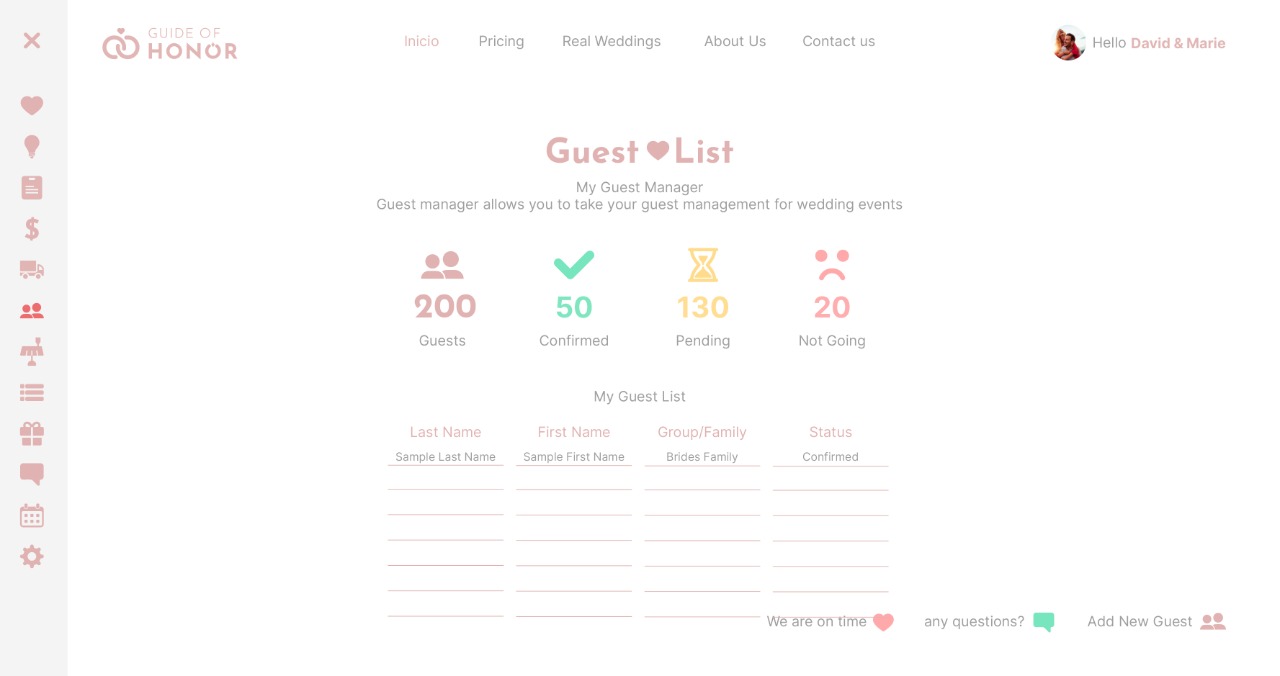 GUIDE OF
HONOR
Inicio Pricing Real Weddings About Us Contact us
Hello David & Marie
Guest List
My Guest Manager
Guest manager allows you to take your guest management for wedding events
200 50 130 20
Guests Confirmed Pending Not Going
My Guest List
Last Name First Name Group/Family Status
Sample Last Name Sample First Name Brides Family Confirmed
We are on time any questions? Add New Guest